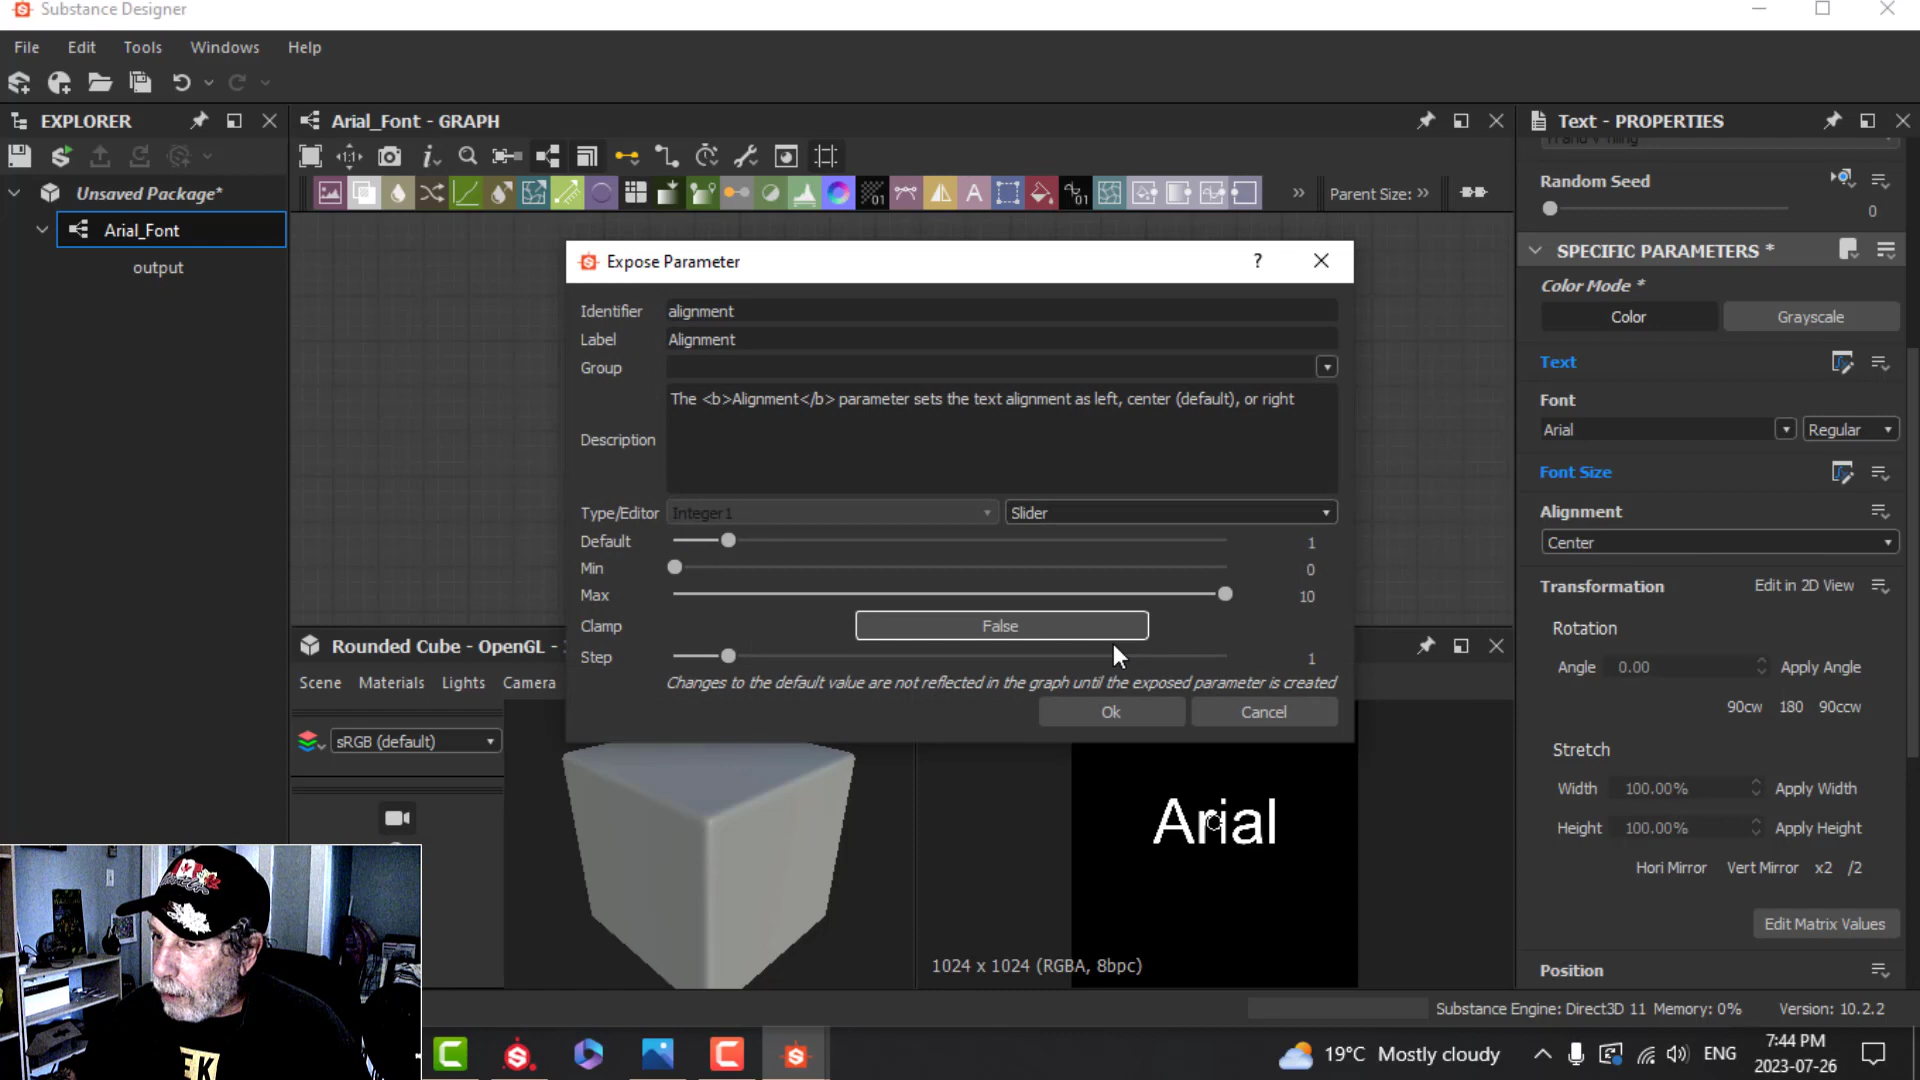 Substance Designer
File Edit Tools Windows Help
EXPLORER
Arial_Font - GRAPH
Text - PROPERTIES
Unsaved Package*
Parent Size:
Random Seed
0
Arial_Font
output
Expose Parameter
?
SPECIFIC PARAMETERS *
Color Mode *
Color Grayscale
Identifier alignment
Label Alignment
Group
Description The <b>Alignment</b> parameter sets the text alignment as left, center (default), or right
Type/Editor Integer1 Slider
Default 1
Min 0
Max 10
Clamp False
Step 1
Changes to the default value are not reflected in the graph until the exposed parameter is created
Ok Cancel
Text
Font
Arial Regular
Font Size
Alignment
Center
Transformation Edit in 2D View
Rotation
Angle 0.00 Apply Angle
90cw 180 90ccw
Stretch
Width 100.00% Apply Width
Height 100.00% Apply Height
Hori Mirror Vert Mirror x2 /2
Edit Matrix Values
Position
Rounded Cube - OpenGL -
Scene Materials Lights Camera
sRGB (default)
Arial
1024 x 1024 (RGBA, 8bpc)
Substance Engine: Direct3D 11 Memory: 0% Version: 10.2.2
19°C Mostly cloudy
ENG
7:44 PM
2023-07-26